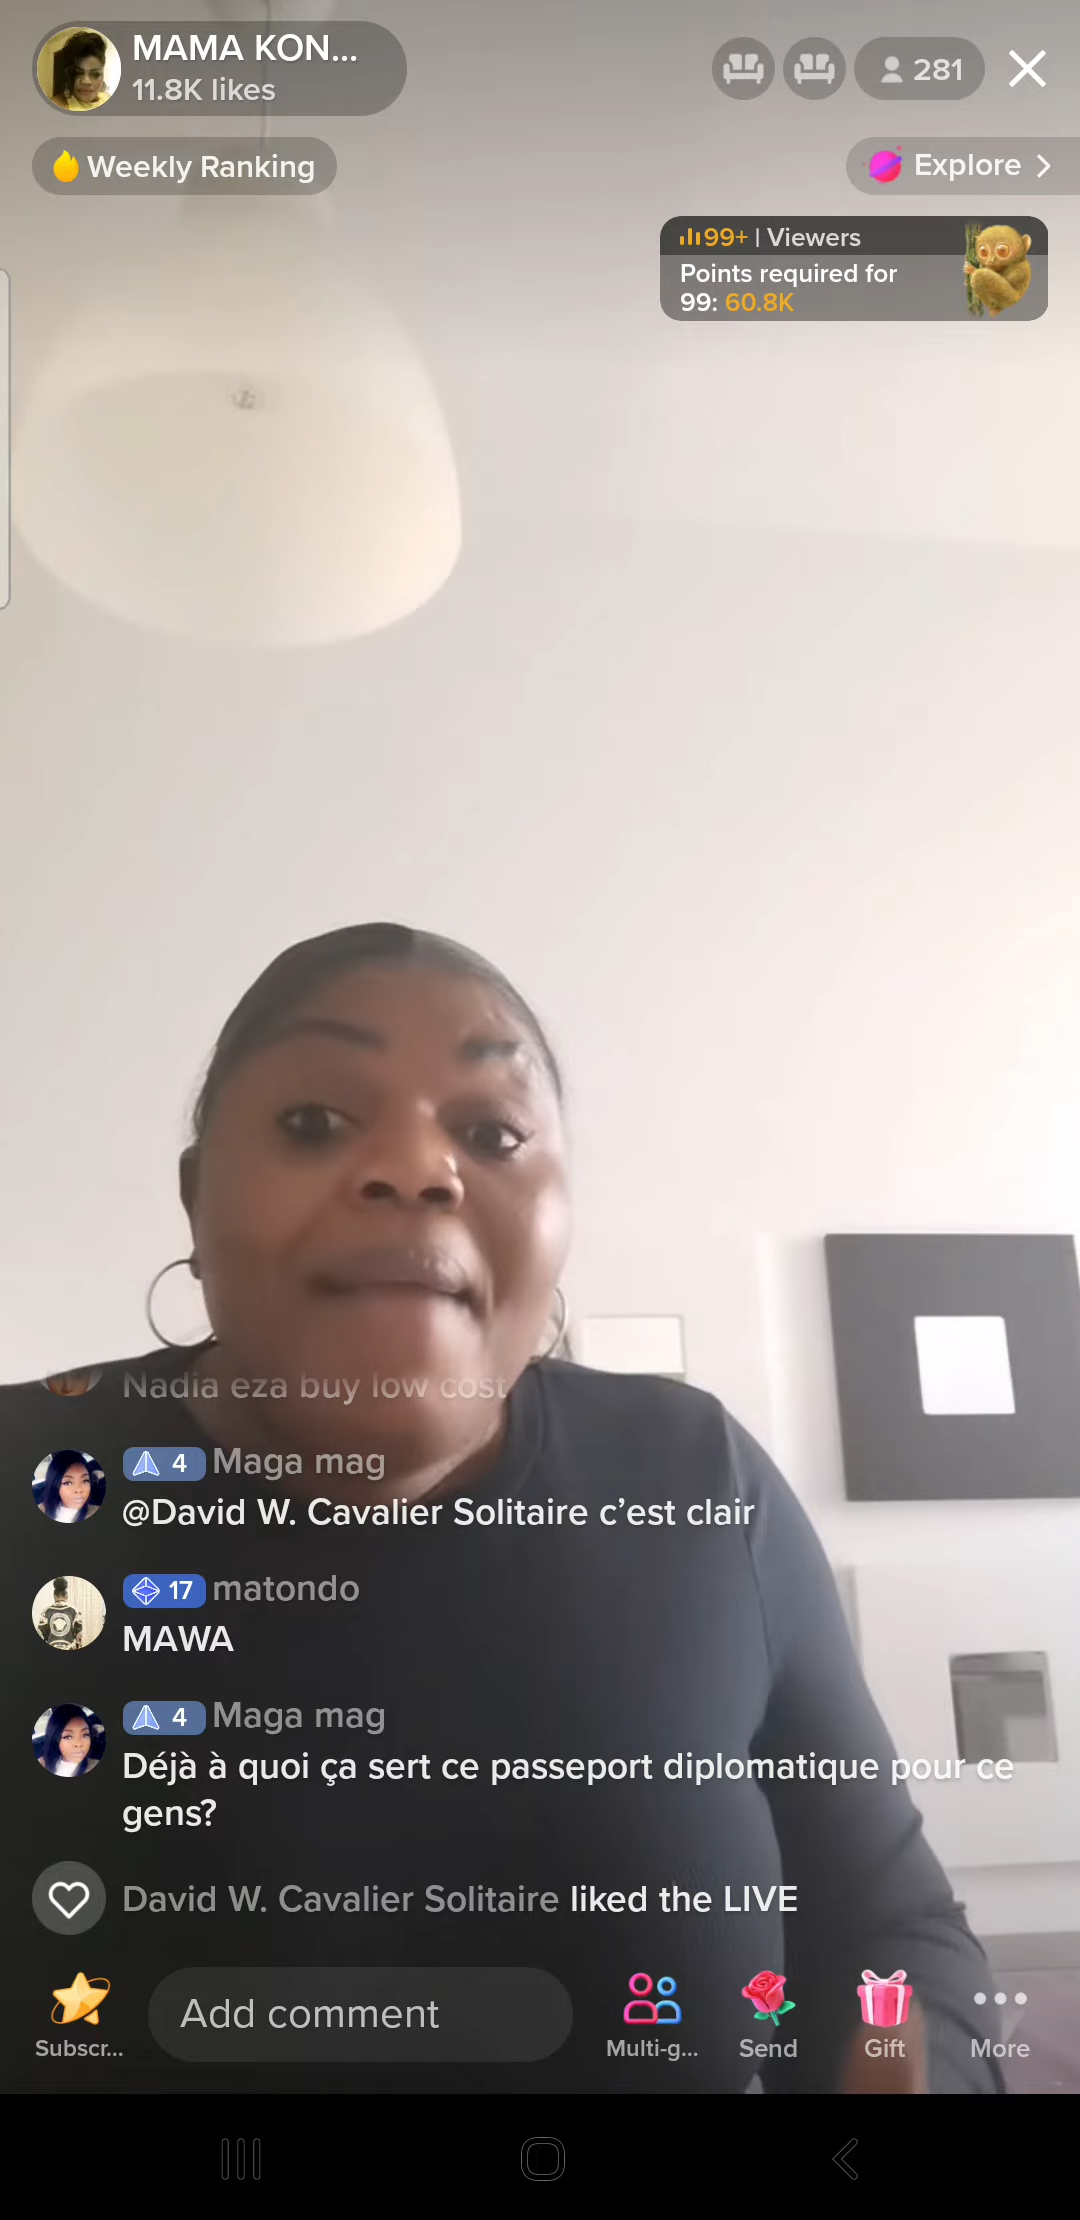 MAMA KON...
11.8K likes
281
Weekly Ranking
Explore
99+ | Viewers
Points required for
99: 60.8K
Nadia eza buy low cost
4 Maga mag
@David W. Cavalier Solitaire c’est clair
17 matondo
MAWA
4 Maga mag
Déjà à quoi ça sert ce passeport diplomatique pour ce
gens?
David W. Cavalier Solitaire liked the LIVE
Subscr...
Add comment
Multi-g...
Send
Gift
More